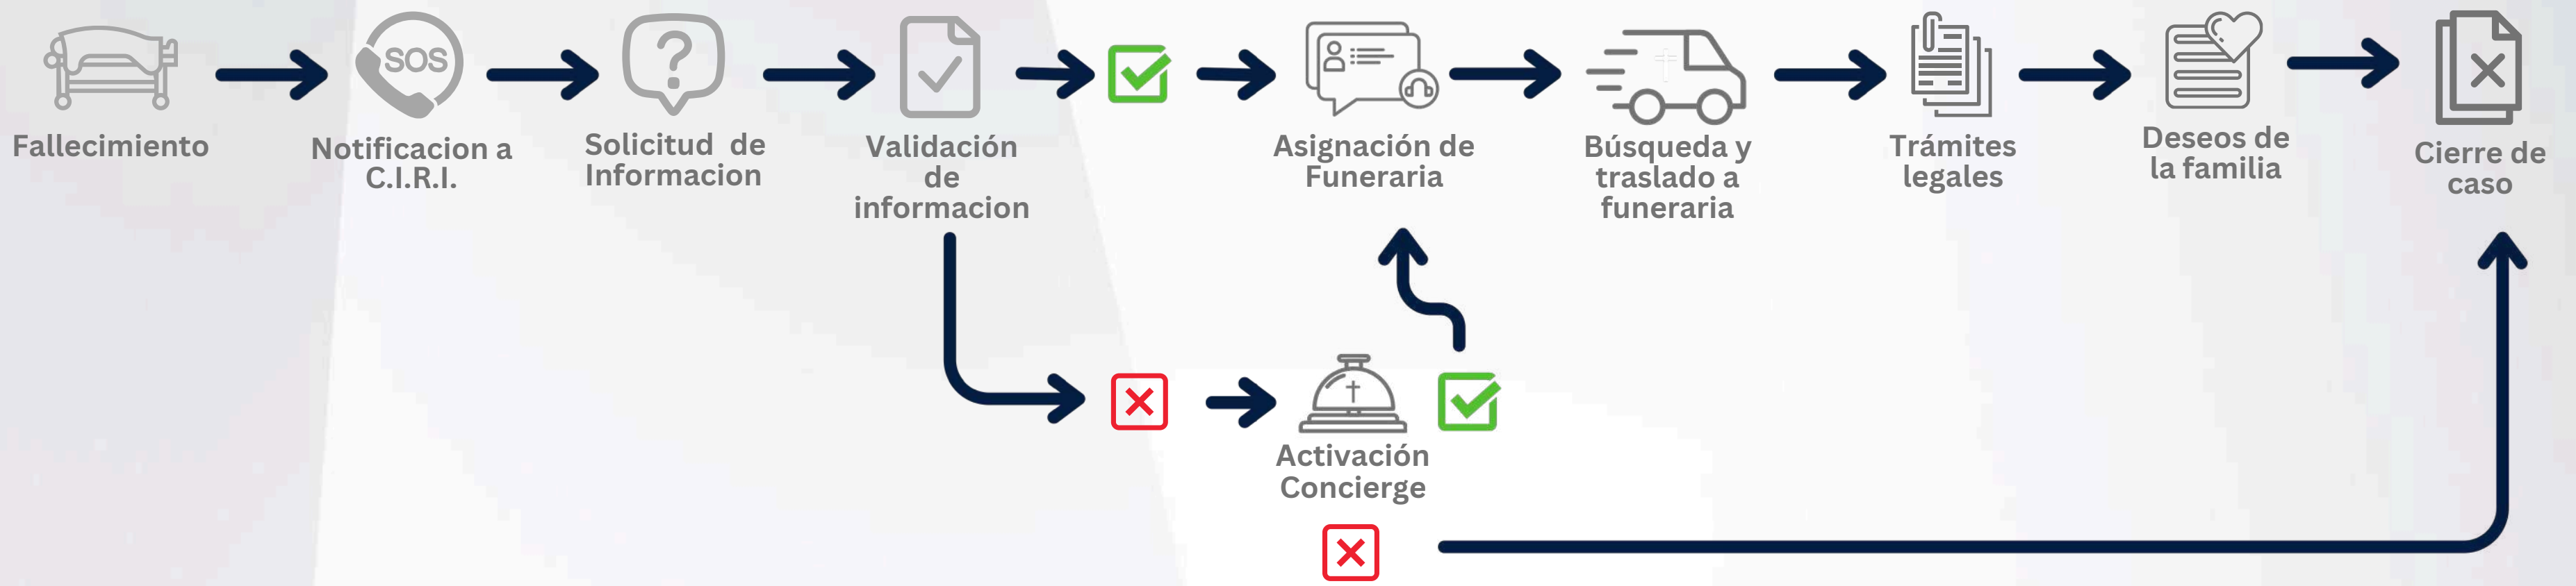 SOS
Fallecimiento
Notificacion a
C.I.R.I.
Solicitud de
Informacion
Validación
de
informacion
Asignación de
Funeraria
Búsqueda y
traslado a
funeraria
Trámites
legales
Deseos de
la familia
Cierre de
caso
Activación
Concierge